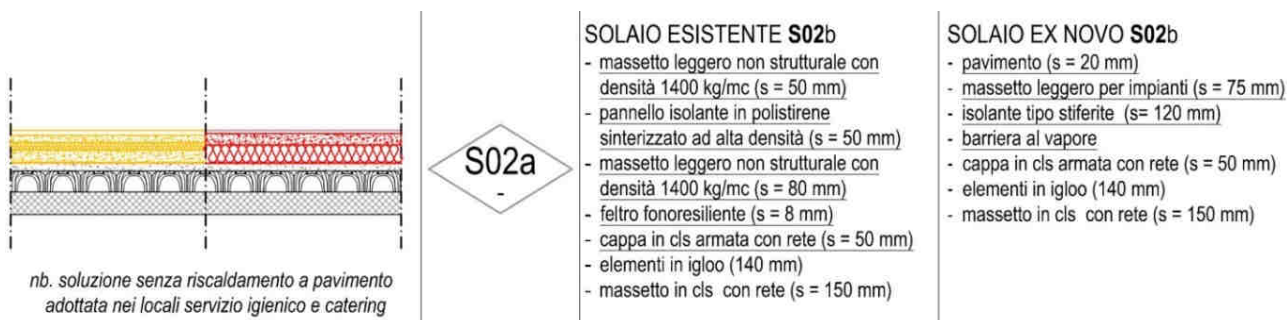 nb. soluzione senza riscaldamento a pavimento
adottata nei locali servizio igienico e catering
S02a
-
SOLAIO ESISTENTE S02b
- massetto leggero non strutturale con
densità 1400 kg/mc (s = 50 mm)
- pannello isolante in polistirene
sinterizzato ad alta densità (s = 50 mm)
- massetto leggero non strutturale con
densità 1400 kg/mc (s = 80 mm)
- feltro fonoresiliente (s = 8 mm)
- cappa in cls armata con rete (s = 50 mm)
- elementi in igloo (140 mm)
- massetto in cls con rete (s = 150 mm)
SOLAIO EX NOVO S02b
- pavimento (s = 20 mm)
- massetto leggero per impianti (s = 75 mm)
- isolante tipo stiferite (s= 120 mm)
- barriera al vapore
- cappa in cls armata con rete (s = 50 mm)
- elementi in igloo (140 mm)
- massetto in cls con rete (s = 150 mm)